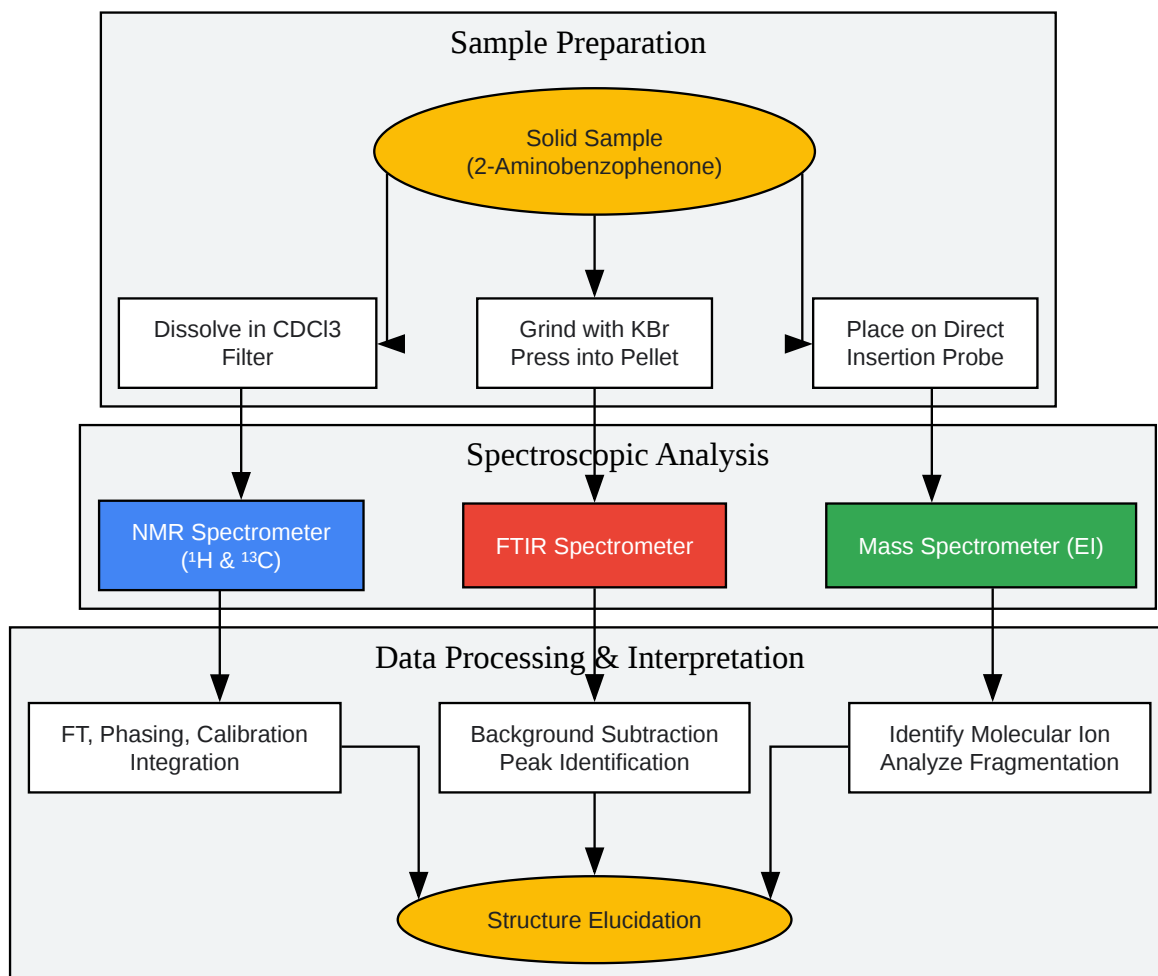 Sample Preparation
Solid Sample
(2-Aminobenzophenone)
Dissolve in CDCl3
Filter
Grind with KBr
Press into Pellet
Place on Direct
Insertion Probe
Spectroscopic Analysis
NMR Spectrometer
(¹H & ¹³C)
FTIR Spectrometer
Mass Spectrometer (EI)
Data Processing & Interpretation
FT, Phasing, Calibration
Integration
Background Subtraction
Peak Identification
Identify Molecular Ion
Analyze Fragmentation
Structure Elucidation